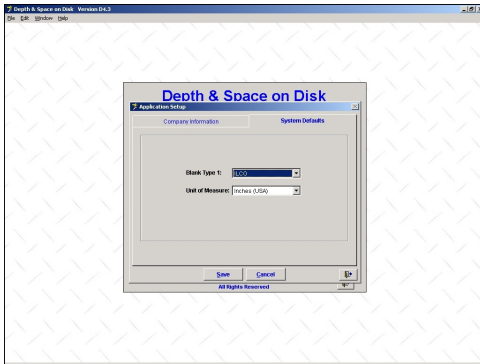 Depth & Space on Disk Version D4.3
File Edit Window Help
Depth & Space on Disk
Application Setup
Company information System Defaults
Blank Type 1: ILCO
Unit of Measure: Inches (USA)
Save Cancel
All Rights Reserved